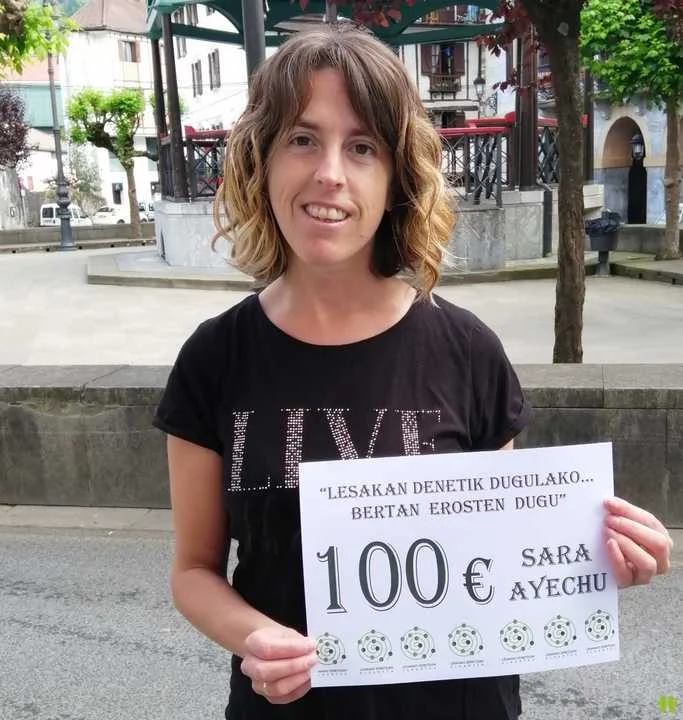 LIVE
"LESAKAN DENETIK DUGULAKO...
BERTAN EROSTEN DUGU"
100 €
SARA
AYECHU